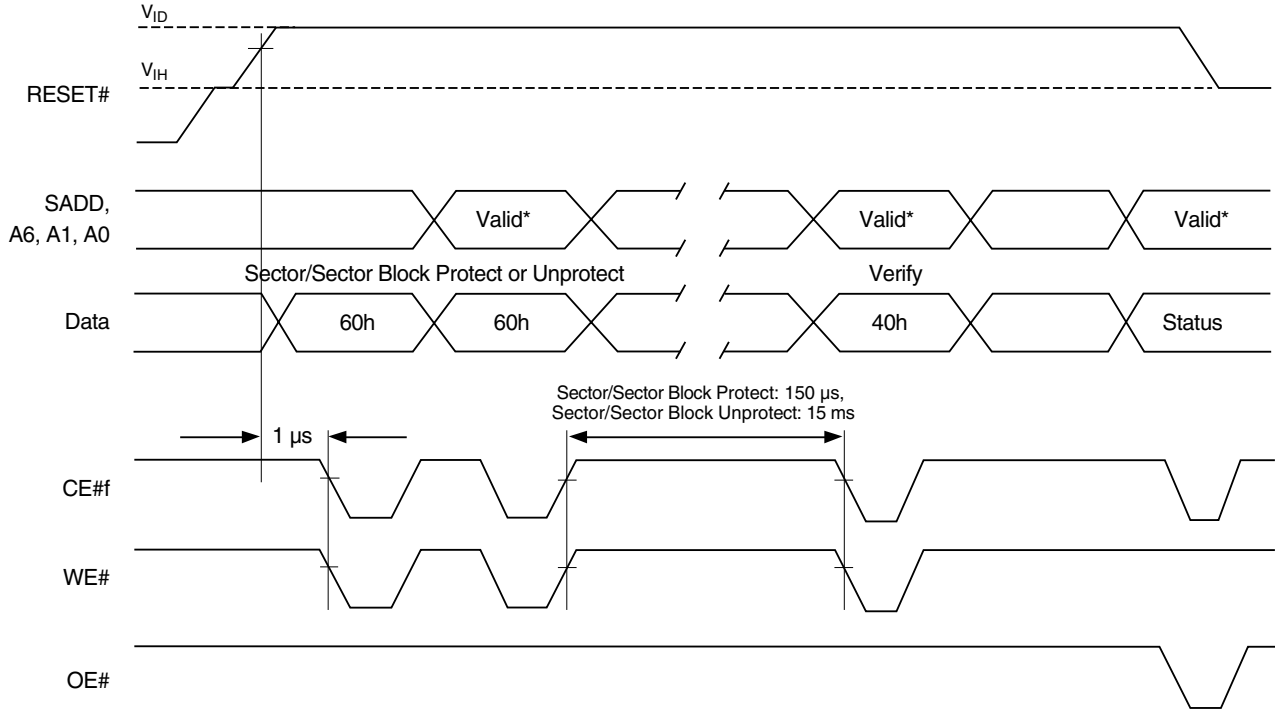 VID
VIH
RESET#
SADD,
A6, A1, A0
Valid*
Valid*
Valid*
Sector/Sector Block Protect or Unprotect
Verify
Data
60h
60h
40h
Status
Sector/Sector Block Protect: 150 µs,
Sector/Sector Block Unprotect: 15 ms
1 µs
CE#f
WE#
OE#